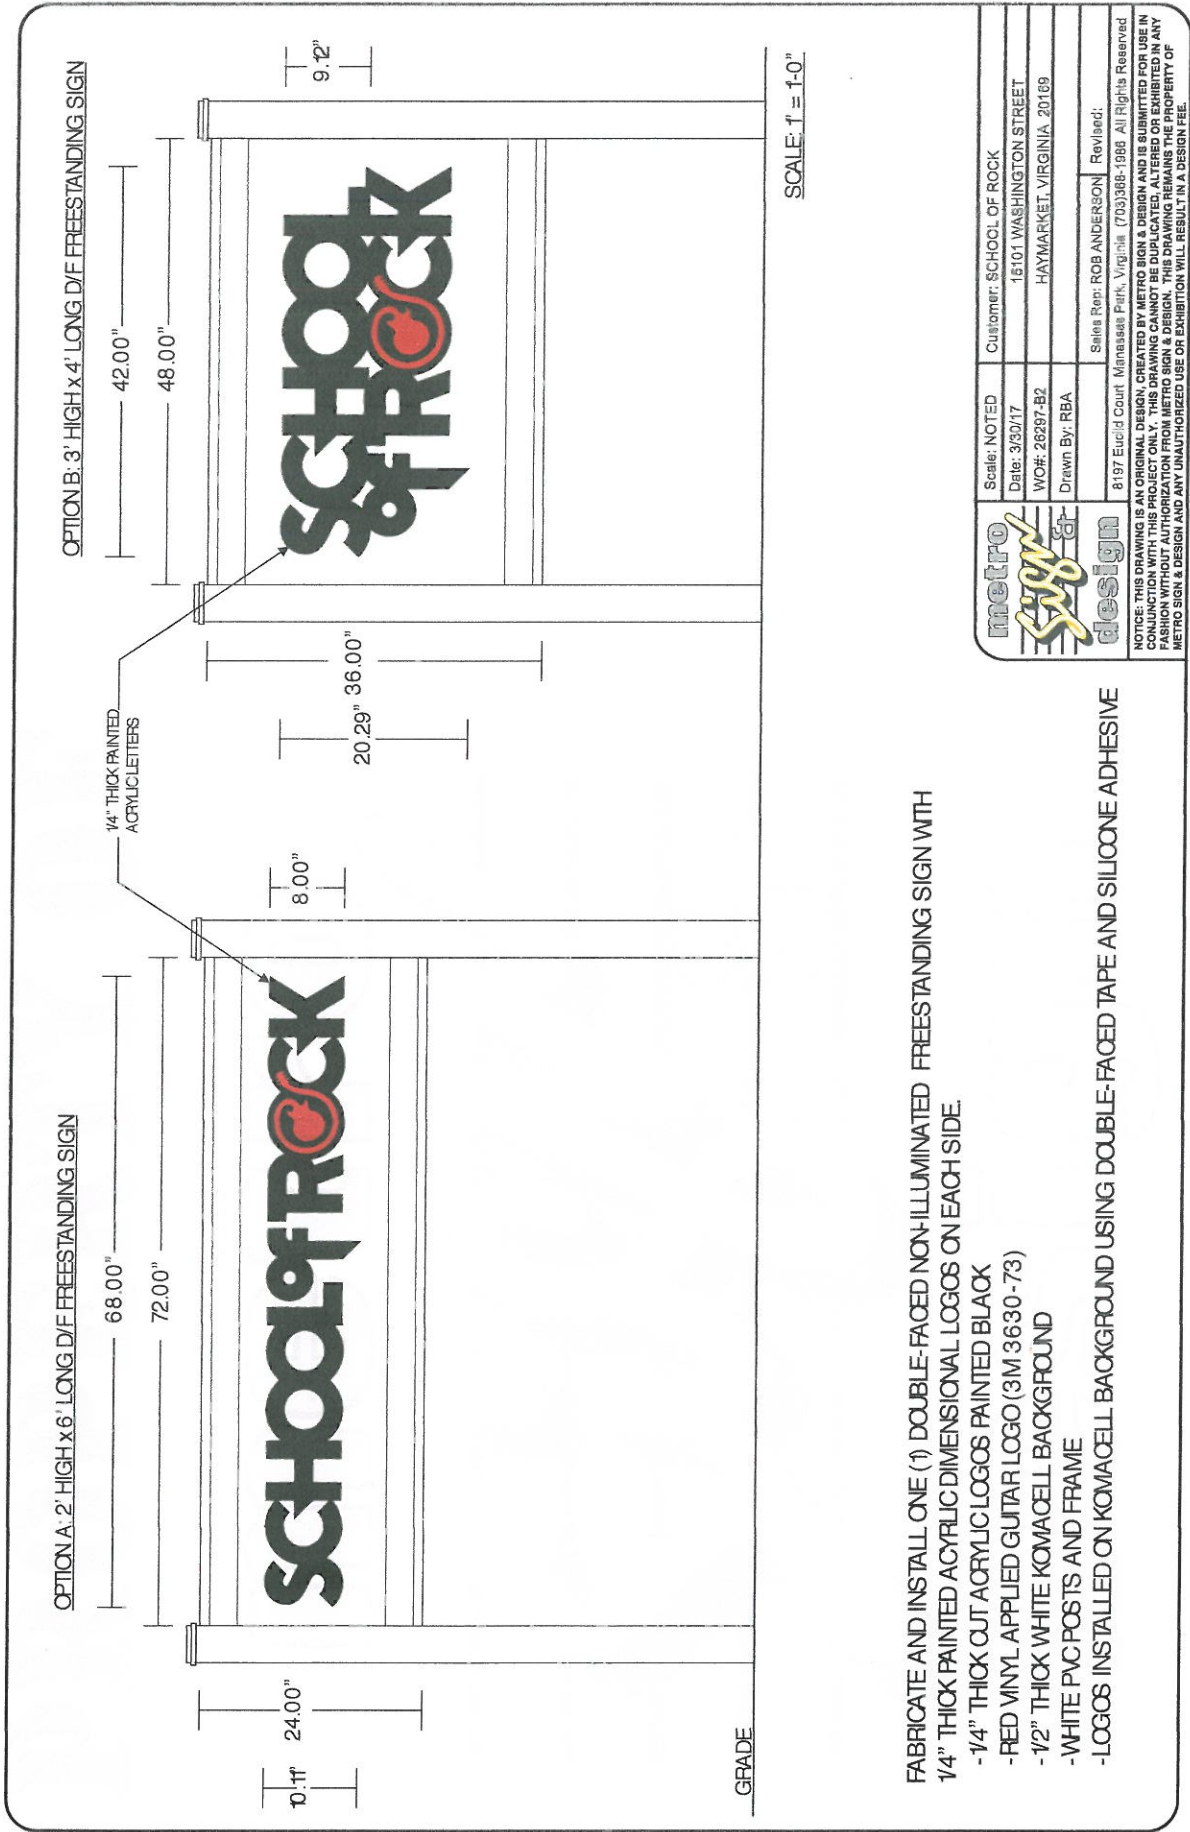 OPTION A: 2' HIGH x 6' LONG D/F FREESTANDING SIGN
68.00"
72.00"
24.00"
10.11"
8.00"
SCHOOL of ROCK
GRADE
1/4" THICK PAINTED
ACRYLIC LETTERS
OPTION B: 3' HIGH x 4' LONG D/F FREESTANDING SIGN
42.00"
48.00"
36.00"
20.29"
9.12"
SCHOOL
of ROCK
SCALE: 1" = 1'-0"
FABRICATE AND INSTALL ONE (1) DOUBLE-FACED NON-ILLUMINATED FREESTANDING SIGN WITH
1/4" THICK PAINTED ACYRLIC DIMENSIONAL LOGOS ON EACH SIDE.
-1/4" THICK CUT ACRYLIC LOGOS PAINTED BLACK
-RED VINYL APPLIED GUITAR LOGO (3M 3630-73)
-1/2" THICK WHITE KOMACELL BACKGROUND
-WHITE PVC POSTS AND FRAME
-LOGOS INSTALLED ON KOMACELL BACKGROUND USING DOUBLE-FACED TAPE AND SILICONE ADHESIVE
metro
Sign &
design
Scale: NOTED
Customer: SCHOOL OF ROCK
Date: 3/30/17
15101 WASHINGTON STREET
WO#: 26297-B2
HAYMARKET, VIRGINIA 20169
Drawn By: RBA
Sales Rep: ROB ANDERSON
Revised:
8197 Euclid Court Manassas Park, Virginia (703)368-1986 All Rights Reserved
NOTICE: THIS DRAWING IS AN ORIGINAL DESIGN, CREATED BY METRO SIGN & DESIGN AND IS SUBMITTED FOR USE IN
CONJUNCTION WITH THIS PROJECT ONLY. THIS DRAWING CANNOT BE DUPLICATED, ALTERED OR EXHIBITED IN ANY
FASHION WITHOUT AUTHORIZATION FROM METRO SIGN & DESIGN. THIS DRAWING REMAINS THE PROPERTY OF
METRO SIGN & DESIGN AND ANY UNAUTHORIZED USE OR EXHIBITION WILL RESULT IN A DESIGN FEE.